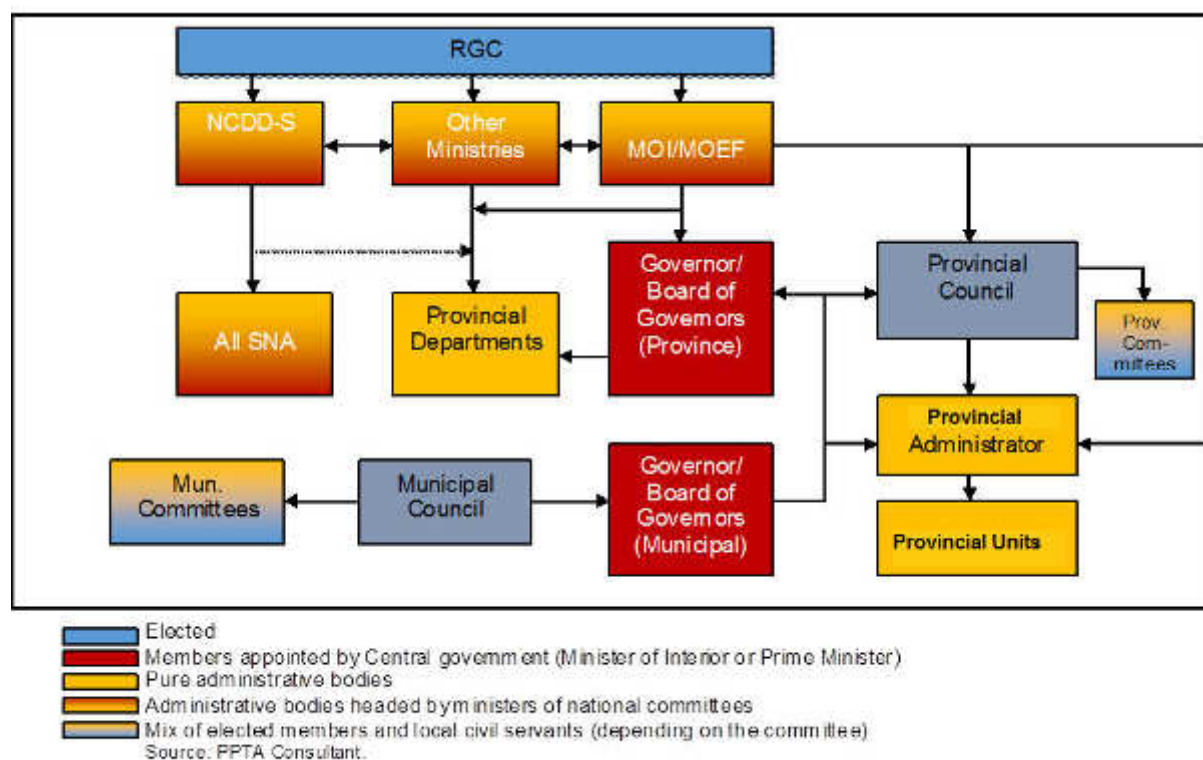 RGC
NCDD-S
Other
Ministries
MOI/MOEF
Governor/
Board of
Governors
(Province)
Provincial
Council
Prov.
Com-
mittees
All SNA
Provincial
Departments
Provincial
Administrator
Mun.
Committees
Municipal
Council
Governor/
Board of
Governors
(Municipal)
Provincial Units
Elected
Members appointed by Central government (Minister of Interior or Prime Minister)
Pure administrative bodies
Administrative bodies headed by ministers of national committees
Mix of elected members and local civil servants (depending on the committee)
Source. PPTA Consultant.